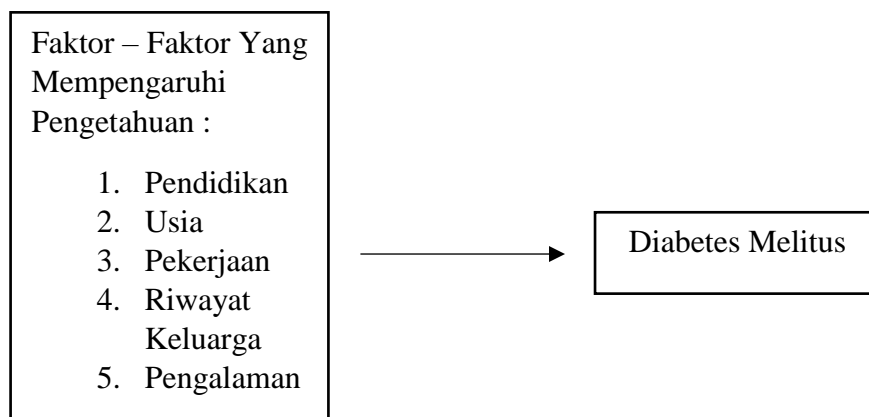 Faktor – Faktor Yang
Mempengaruhi
Pengetahuan :
1. Pendidikan
2. Usia
3. Pekerjaan
4. Riwayat
Keluarga
5. Pengalaman
Diabetes Melitus